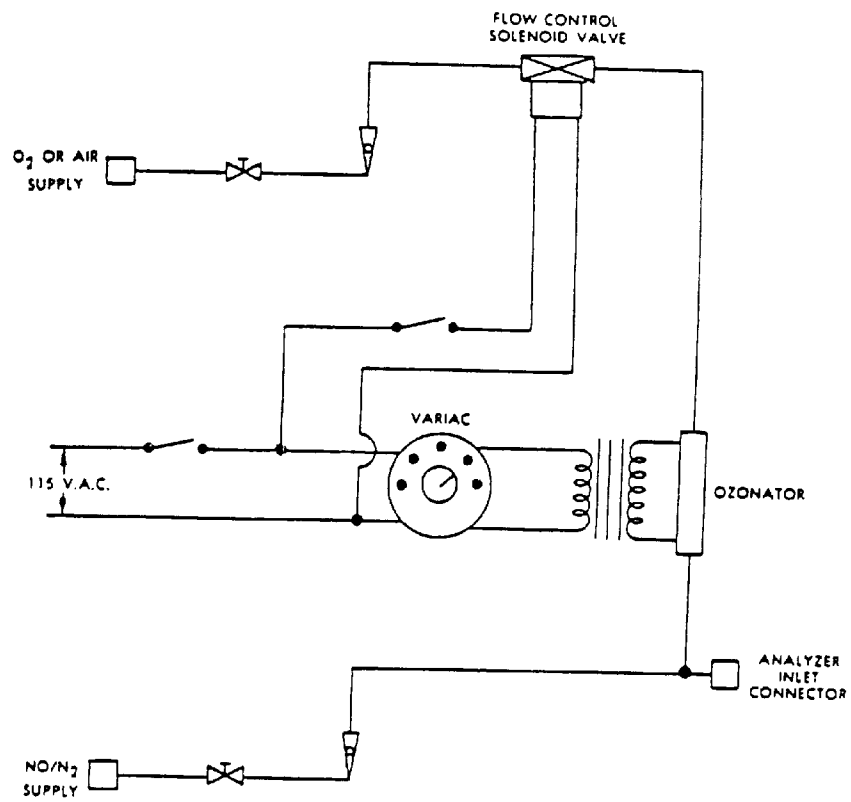 FLOW CONTROL
SOLENOID VALVE
O₂ OR AIR
SUPPLY
VARIAC
115 V.A.C.
OZONATOR
ANALYZER
INLET
CONNECTOR
NO/N₂
SUPPLY